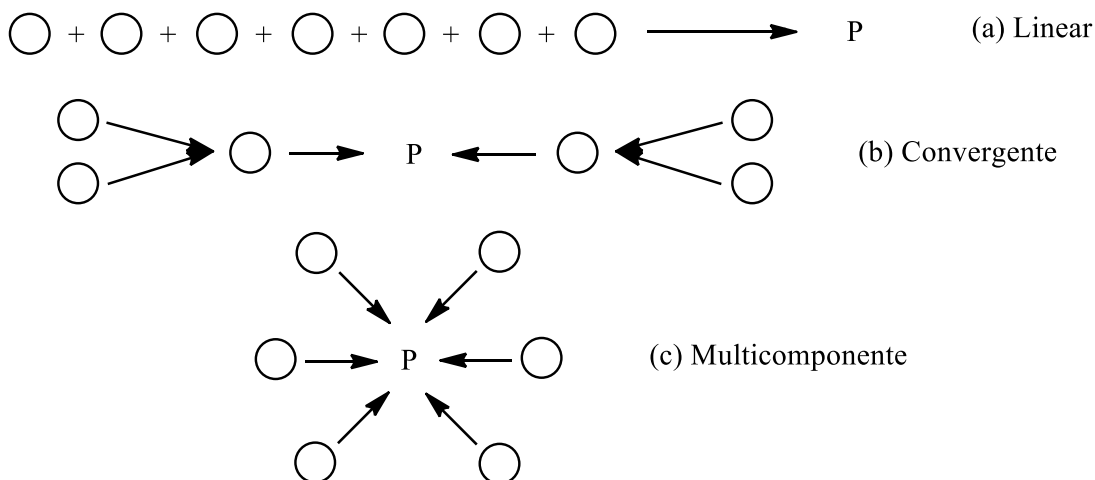 + + + + + + P (a) Linear
P (b) Convergente
P (c) Multicomponente